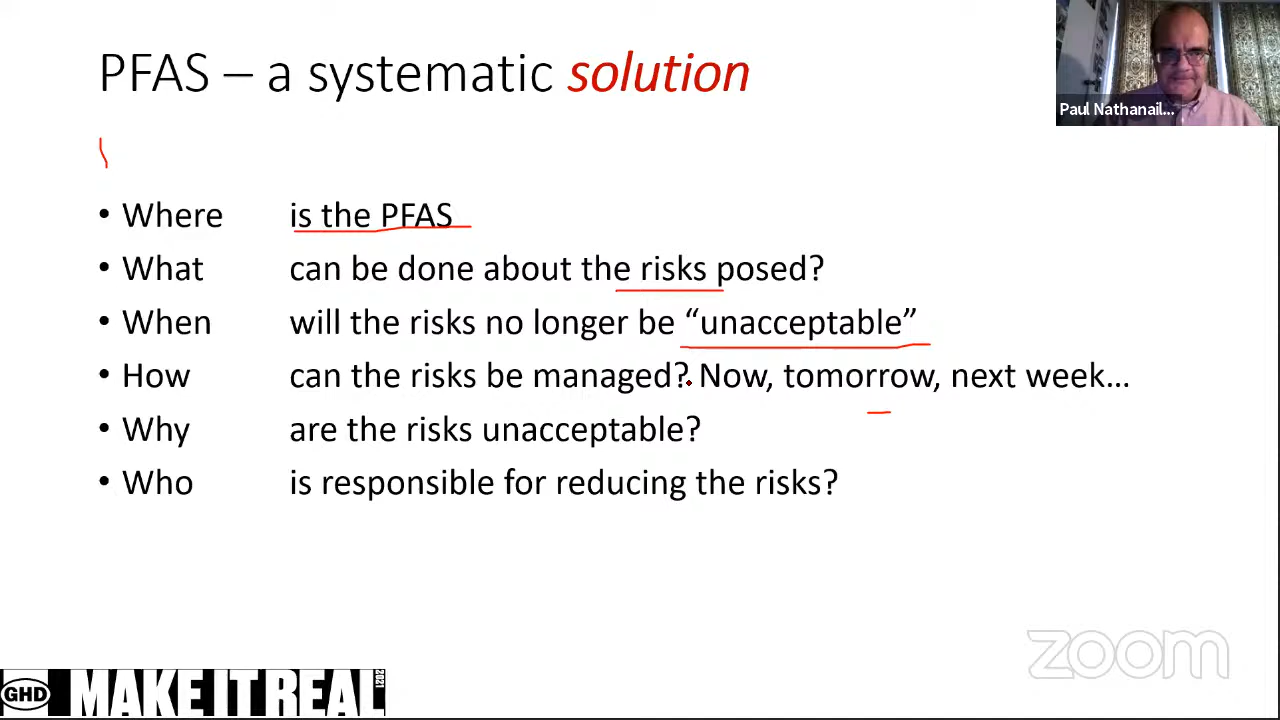 PFAS – a systematic solution
Paul Nathanail...
• Where is the PFAS
• What can be done about the risks posed?
• When will the risks no longer be “unacceptable”
• How can the risks be managed? Now, tomorrow, next week...
• Why are the risks unacceptable?
• Who is responsible for reducing the risks?
zoom
GHD MAKE IT REAL 2021